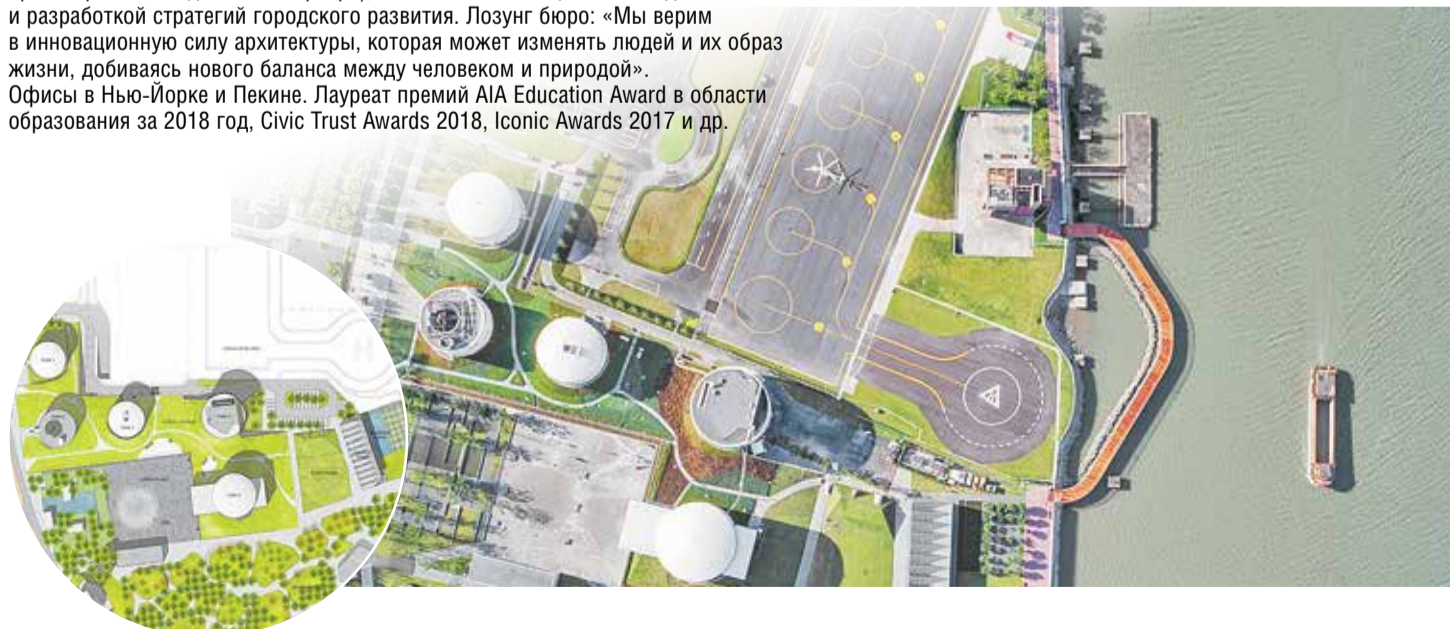 и разработкой стратегий городского развития. Лозунг бюро: «Мы верим
в инновационную силу архитектуры, которая может изменять людей и их образ
жизни, добиваясь нового баланса между человеком и природой».
Офисы в Нью-Йорке и Пекине. Лауреат премий AIA Education Award в области
образования за 2018 год, Civic Trust Awards 2018, Iconic Awards 2017 и др.